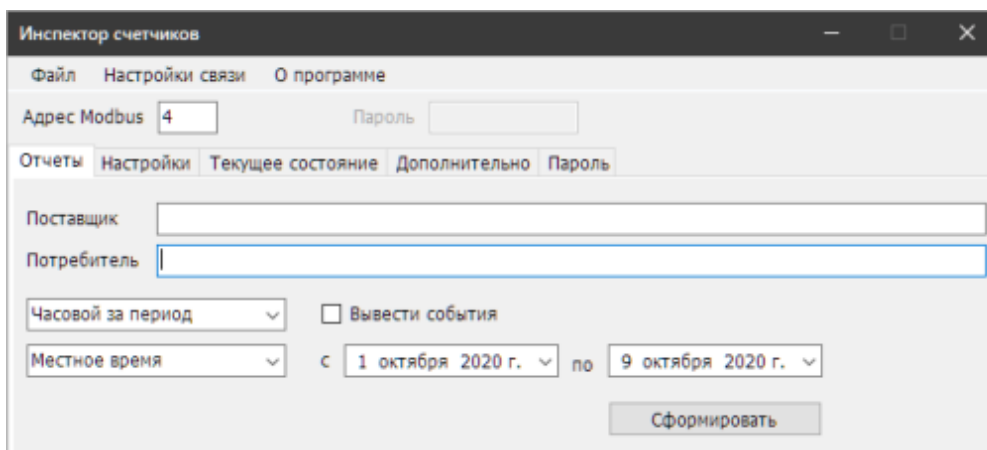 Инспектор счетчиков
Файл Настройки связи О программе
Адрес Modbus 4 Пароль
Отчеты Настройки Текущее состояние Дополнительно Пароль
Поставщик
Потребитель
Часовой за период Вывести события
Местное время с 1 октября 2020 г. по 9 октября 2020 г.
Сформировать